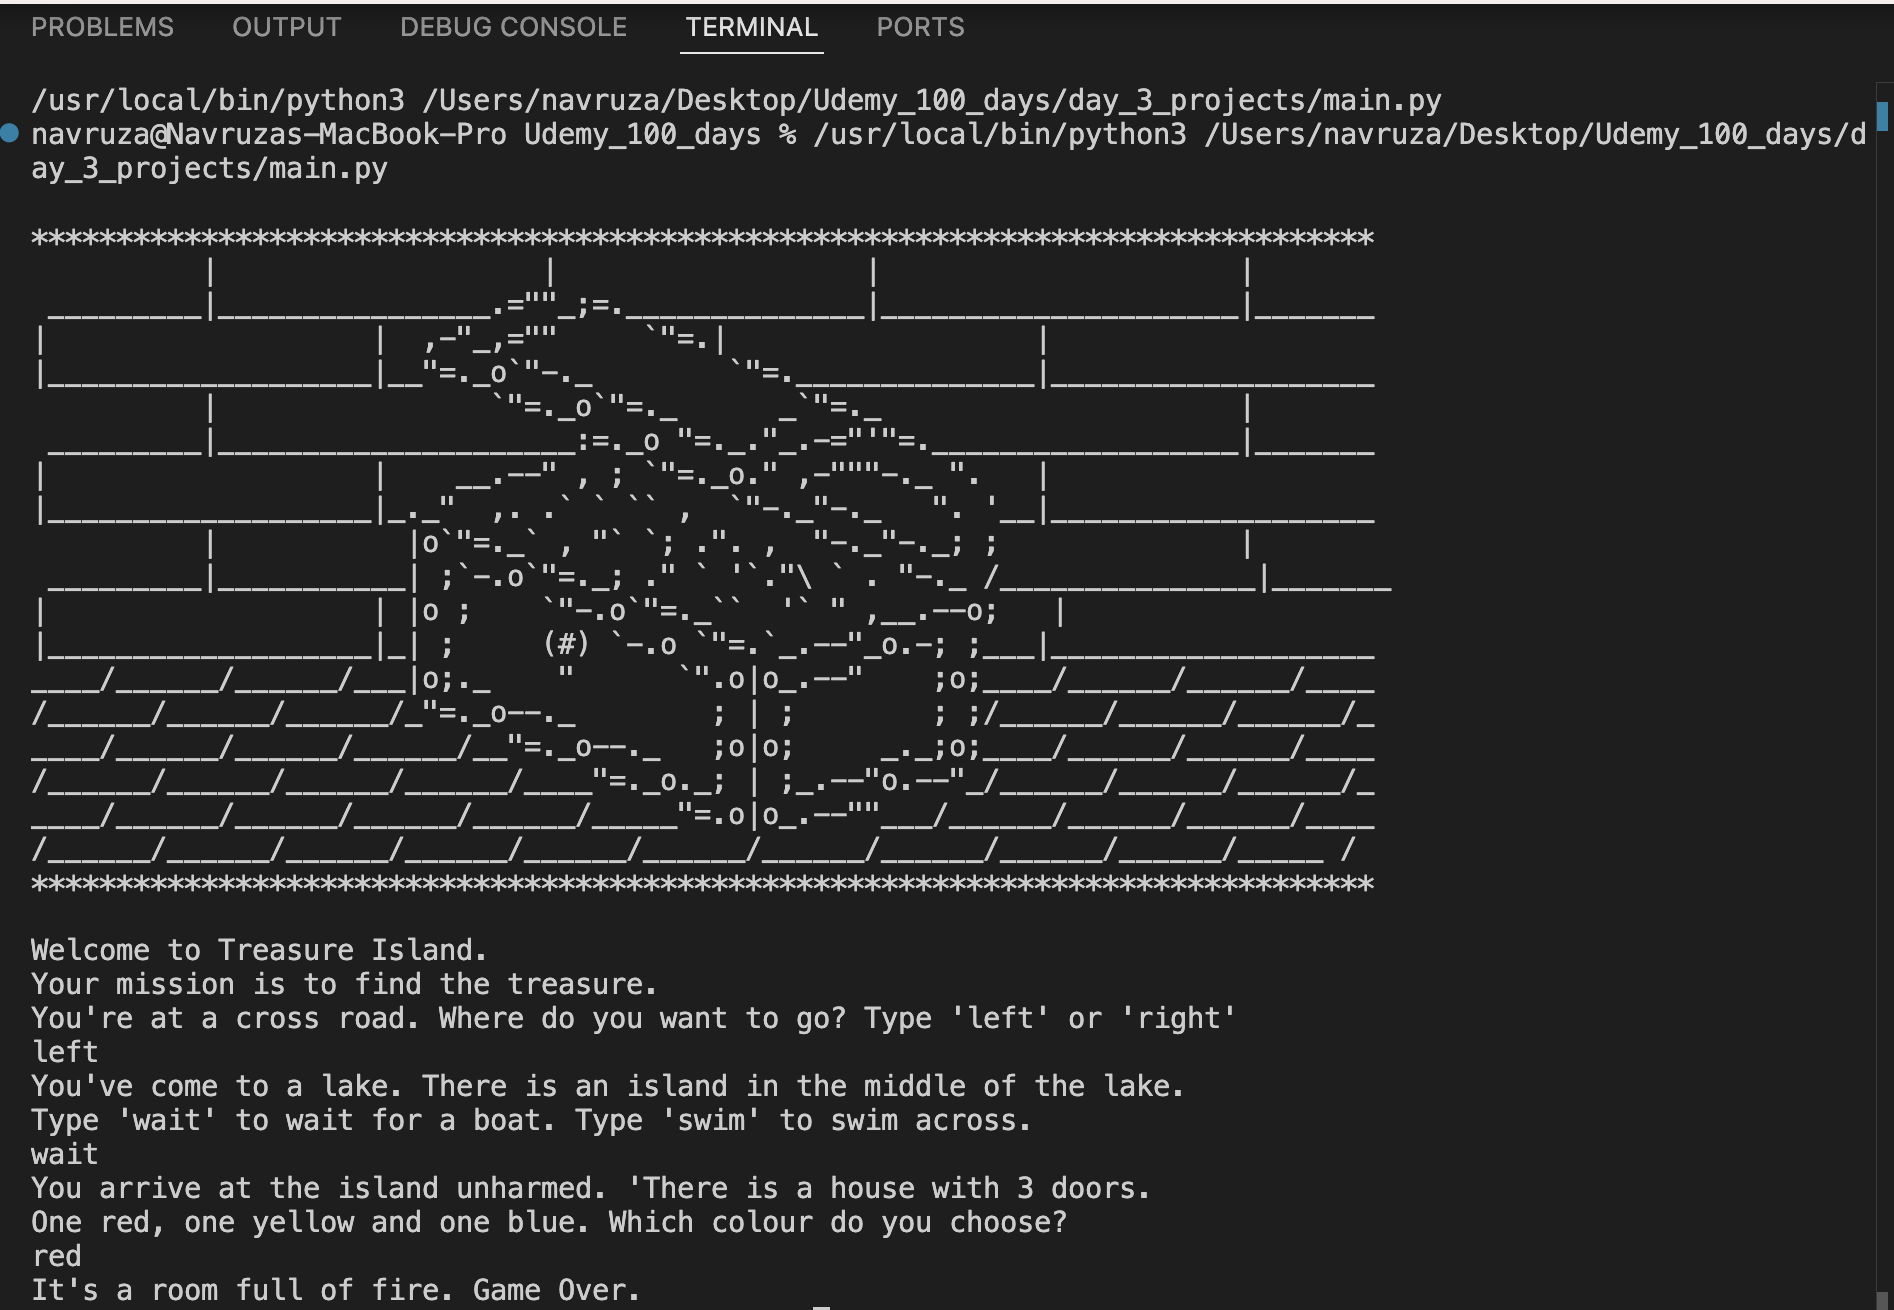 PROBLEMS OUTPUT DEBUG CONSOLE TERMINAL PORTS
/usr/local/bin/python3 /Users/navruza/Desktop/Udemy_100_days/day_3_projects/main.py
navruza@Navruzas-MacBook-Pro Udemy_100_days % /usr/local/bin/python3 /Users/navruza/Desktop/Udemy_100_days/d
ay_3_projects/main.py
Welcome to Treasure Island.
Your mission is to find the treasure.
You're at a cross road. Where do you want to go? Type 'left' or 'right'
left
You've come to a lake. There is an island in the middle of the lake.
Type 'wait' to wait for a boat. Type 'swim' to swim across.
wait
You arrive at the island unharmed. 'There is a house with 3 doors.
One red, one yellow and one blue. Which colour do you choose?
red
It's a room full of fire. Game Over.